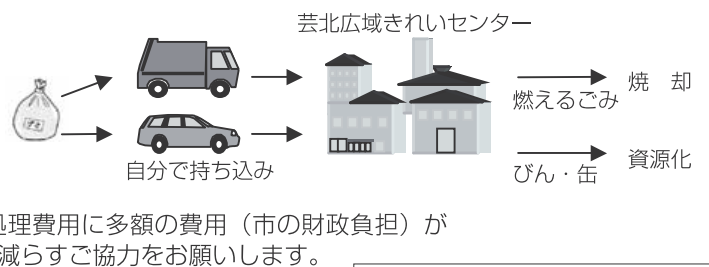 芸北広域きれいセンター
燃えるごみ
焼 却
自分で持ち込み
びん・缶
資源化
処理費用に多額の費用（市の財政負担）が
減らすご協力をお願いします。